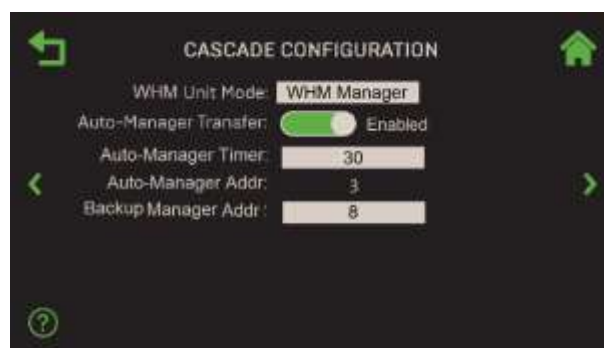 CASCADE CONFIGURATION
WHM Unit Mode: WHM Manager
Auto-Manager Transfer: Enabled
Auto-Manager Timer: 30
Auto-Manager Addr: 3
Backup Manager Addr: 8
?